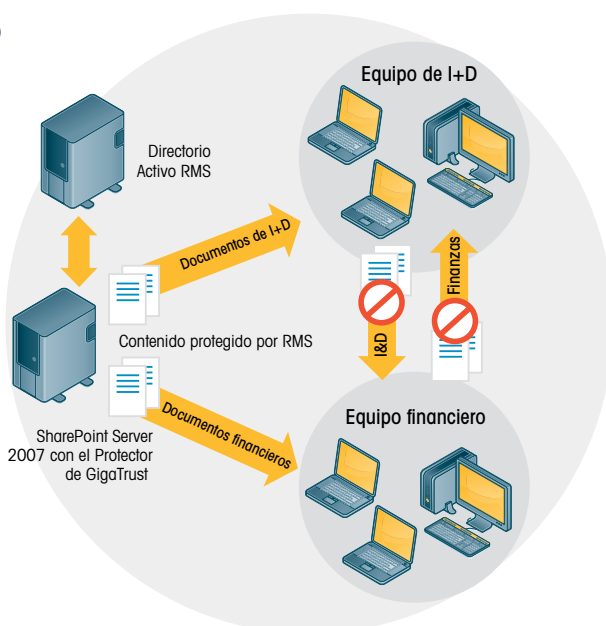 Equipo de I+D
Directorio
Activo RMS
Documentos de I+D
Finanzas
Contenido protegido por RMS
I&D
Documentos financieros
Equipo financiero
SharePoint Server
2007 con el Protector
de GigaTrust